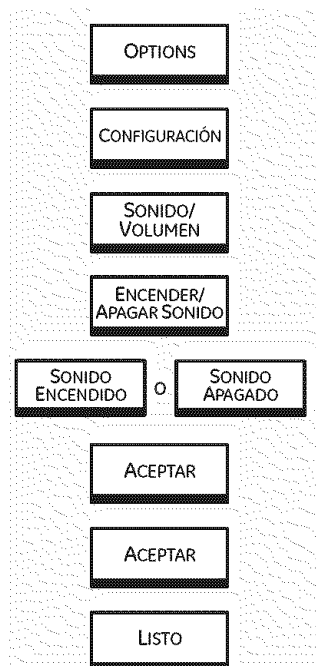 OPTIONS
CONFIGURACIÓN
SONIDO/
VOLUMEN
ENCENDER/
APAGAR SONIDO
SONIDO
ENCENDIDO
O
SONIDO
APAGADO
ACEPTAR
ACEPTAR
LISTO